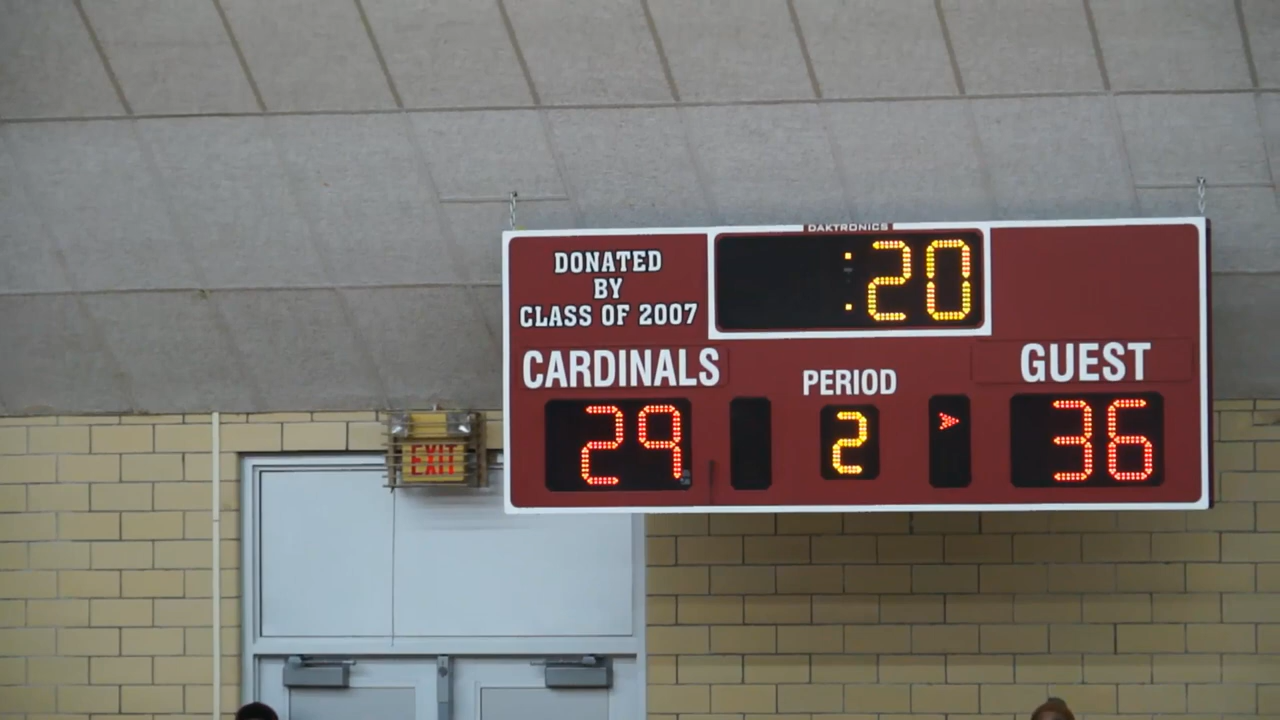 DAKTRONICS
DONATED
BY
CLASS OF 2007
:20
CARDINALS
PERIOD
GUEST
29
2
36
EXIT